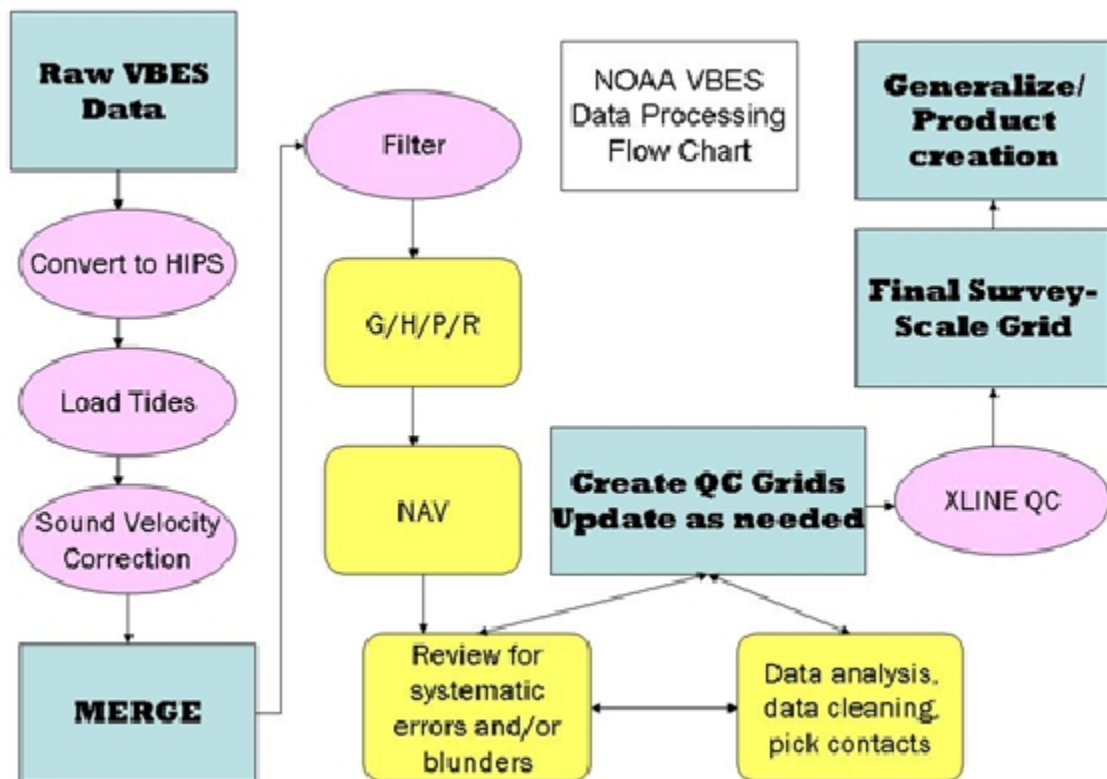 Raw VBES
Data
Convert to HIPS
Load Tides
Sound Velocity
Correction
MERGE
Filter
G/H/P/R
NAV
Review for
systematic
errors and/or
blunders
Data analysis,
data cleaning,
pick contacts
Create QC Grids
Update as needed
XLINE QC
Final Survey-
Scale Grid
Generalize/
Product
creation
NOAA VBES
Data Processing
Flow Chart